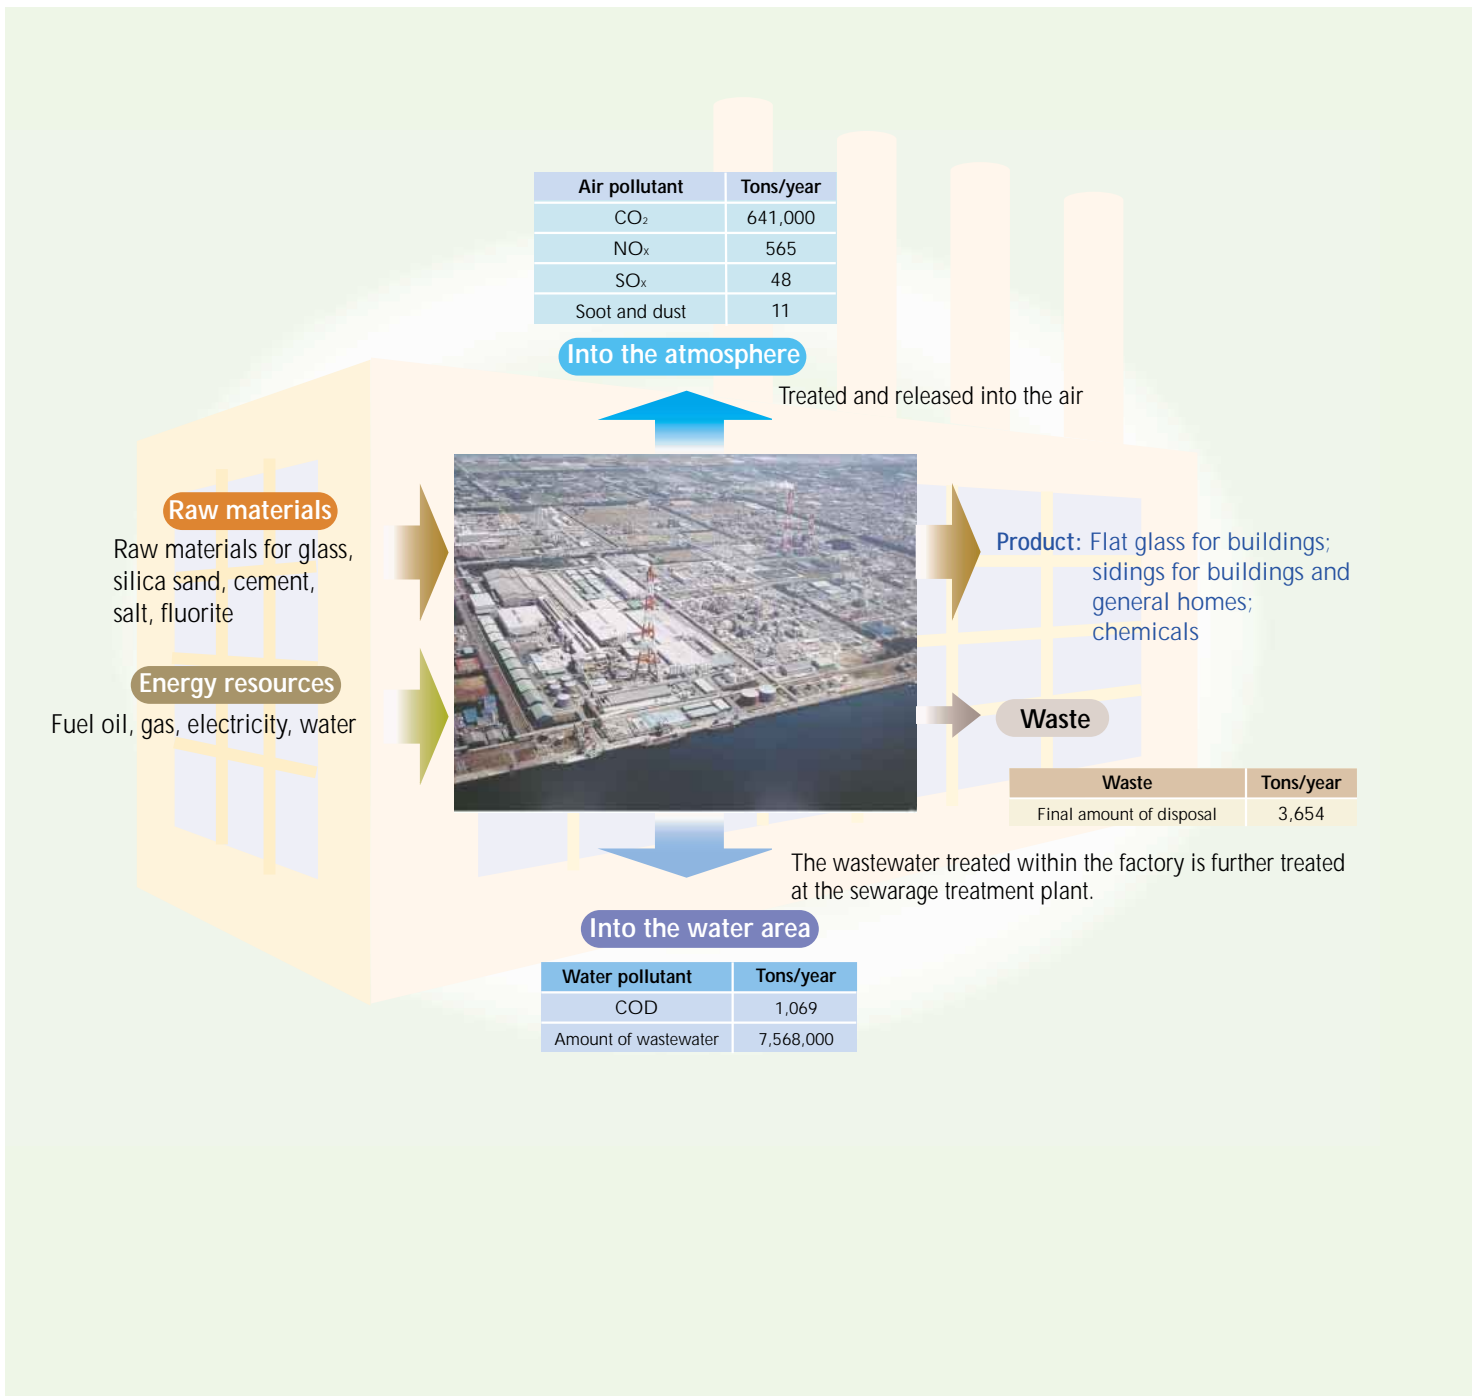 Air pollutant Tons/year
CO₂ 641,000
NOx 565
SOx 48
Soot and dust 11
Into the atmosphere
Treated and released into the air
Raw materials
Raw materials for glass,
silica sand, cement,
salt, fluorite
Energy resources
Fuel oil, gas, electricity, water
Product: Flat glass for buildings;
sidings for buildings and
general homes;
chemicals
Waste
Waste Tons/year
Final amount of disposal 3,654
The wastewater treated within the factory is further treated
at the sewarage treatment plant.
Into the water area
Water pollutant Tons/year
COD 1,069
Amount of wastewater 7,568,000